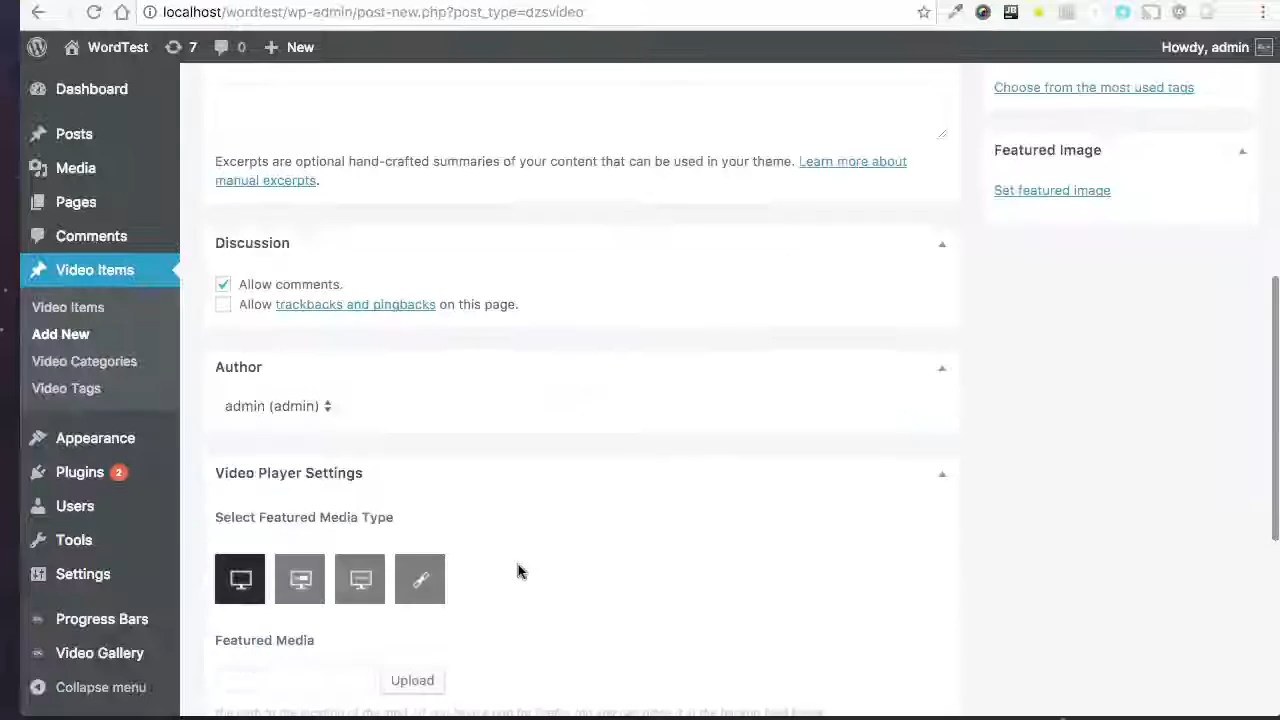 localhost/wordtest/wp-admin/post-new.php?post_type=dzsvideo
WordTest
7
0
New
Howdy, admin
Dashboard
Posts
Media
Pages
Comments
Video Items
Video Items
Add New
Video Categories
Video Tags
Appearance
Plugins 2
Users
Tools
Settings
Progress Bars
Video Gallery
Collapse menu
Excerpts are optional hand-crafted summaries of your content that can be used in your theme. Learn more about
manual excerpts.
Discussion
Allow comments.
Allow trackbacks and pingbacks on this page.
Author
admin (admin)
Video Player Settings
Select Featured Media Type
Featured Media
Upload
Choose from the most used tags
Featured Image
Set featured image